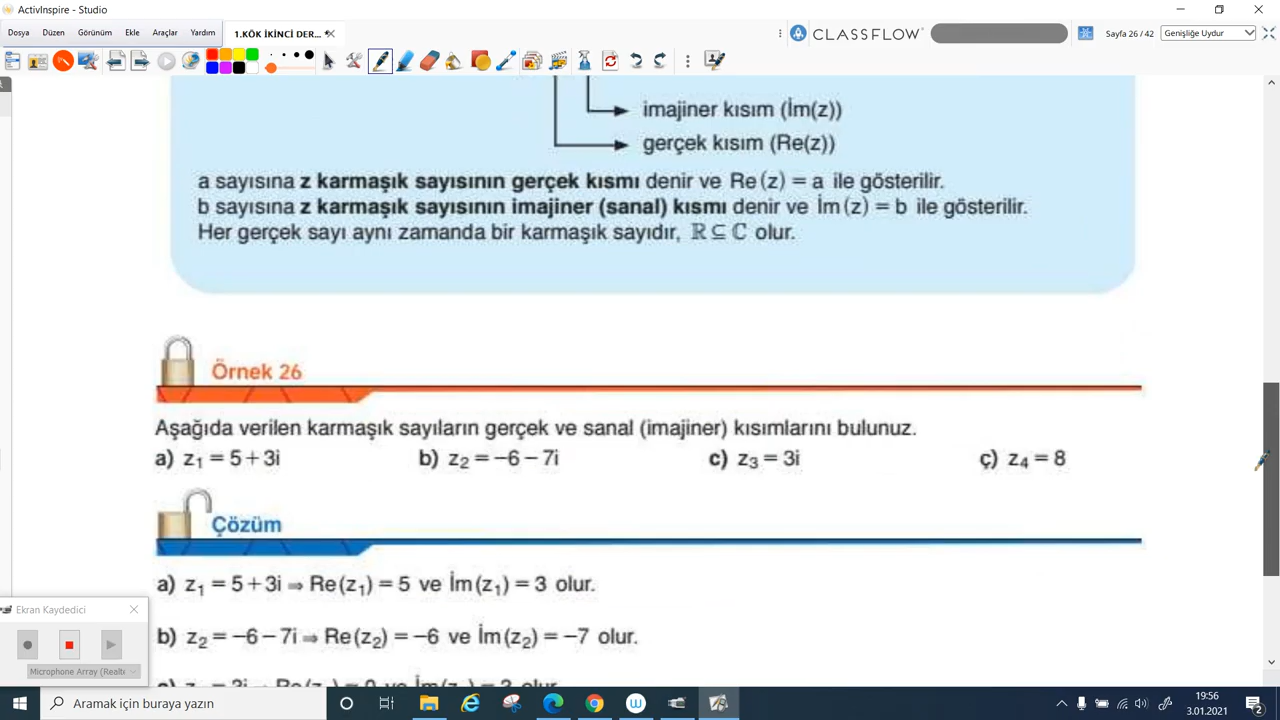 ActivInspire - Studio
Dosya Düzen Görünüm Ekle Araçlar Yardım
1.KÖK İKİNCİ DER...
CLASSFLOW
Sayfa 26 / 42
Genişliğe Uydur
imajiner kısım (İm(z))
gerçek kısım (Re(z))
a sayısına z karmaşık sayısının gerçek kısmı denir ve Re(z) = a ile gösterilir.
b sayısına z karmaşık sayısının imajiner (sanal) kısmı denir ve İm(z) = b ile gösterilir.
Her gerçek sayı aynı zamanda bir karmaşık sayıdır, ℝ ⊆ ℂ olur.
Örnek 26
Aşağıda verilen karmaşık sayıların gerçek ve sanal (imajiner) kısımlarını bulunuz.
a) z₁ = 5 + 3i b) z₂ = −6 − 7i c) z₃ = 3i ç) z₄ = 8
Çözüm
a) z₁ = 5 + 3i ⇒ Re(z₁) = 5 ve İm(z₁) = 3 olur.
b) z₂ = −6 − 7i ⇒ Re(z₂) = −6 ve İm(z₂) = −7 olur.
Ekran Kaydedici
Microphone Array (Realte
Aramak için buraya yazın
19:56
3.01.2021
2